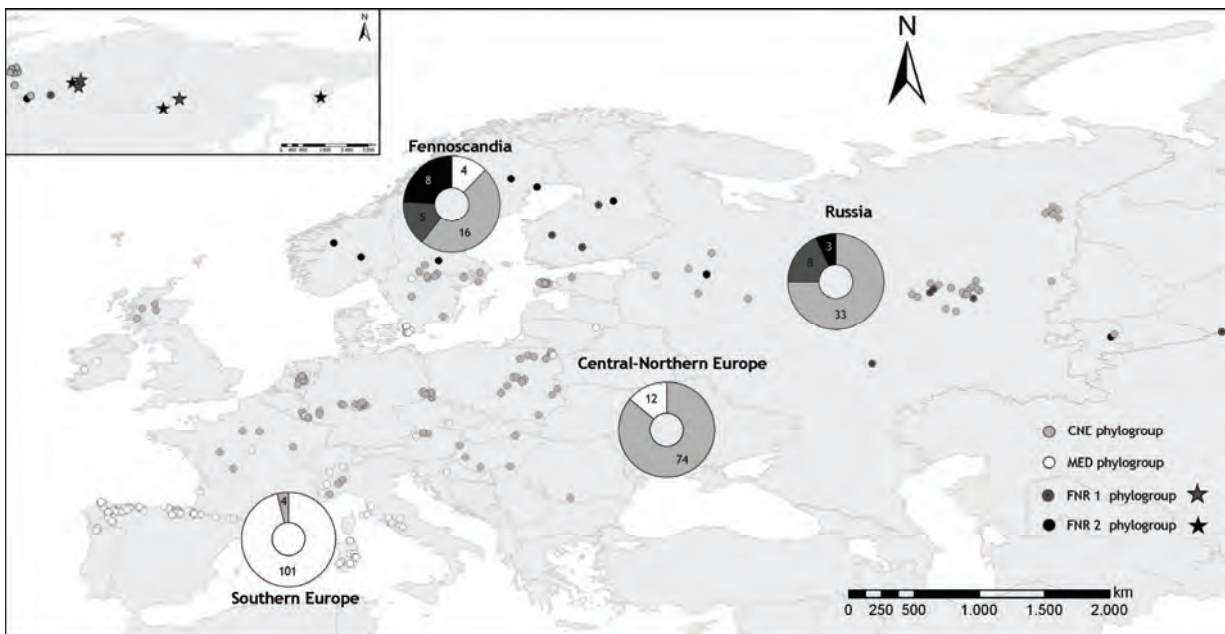 N
N
Fennoscandia
8
4
5
16
Russia
3
8
33
Central-Northern Europe
12
74
CNE phylogroup
MED phylogroup
FNR 1 phylogroup
FNR 2 phylogroup
4
101
Southern Europe
km
0 250 500 1.000 1.500 2.000